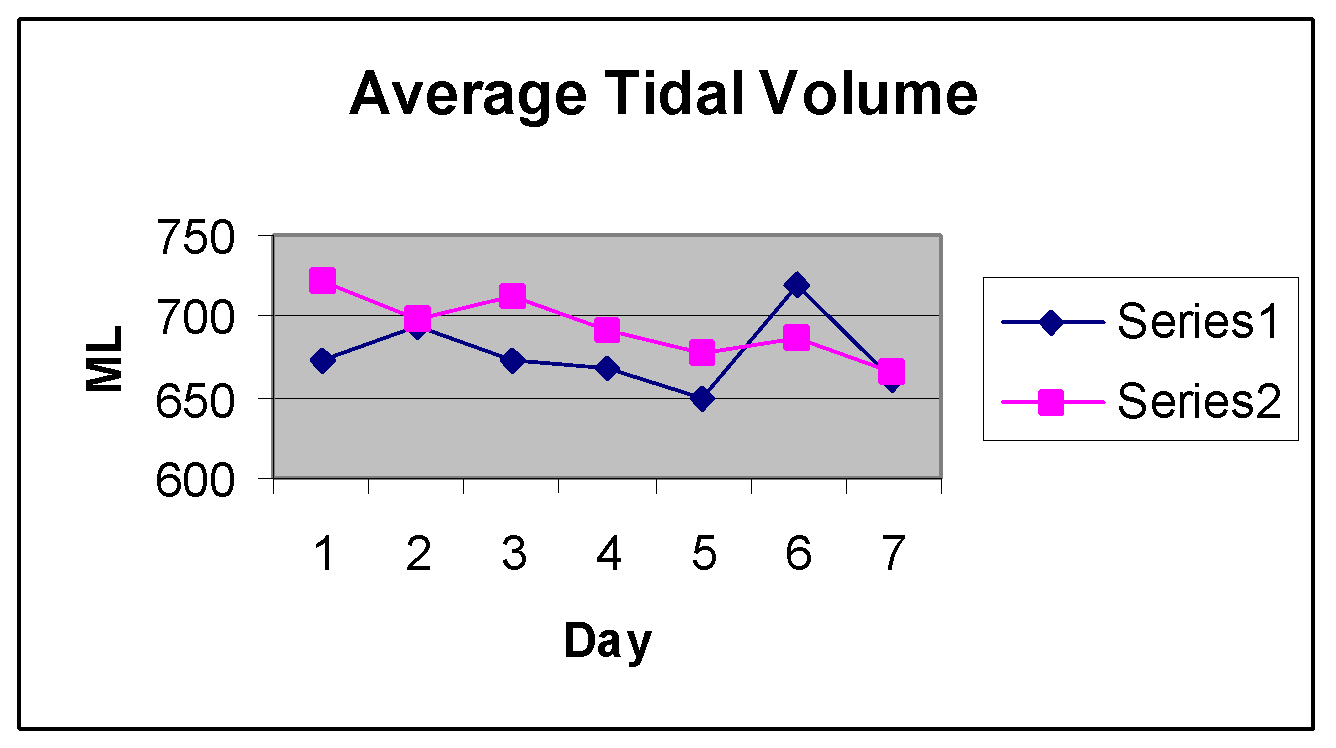 Average Tidal Volume
750
700
650
600
ML
1 2 3 4 5 6 7
Day
Series1
Series2